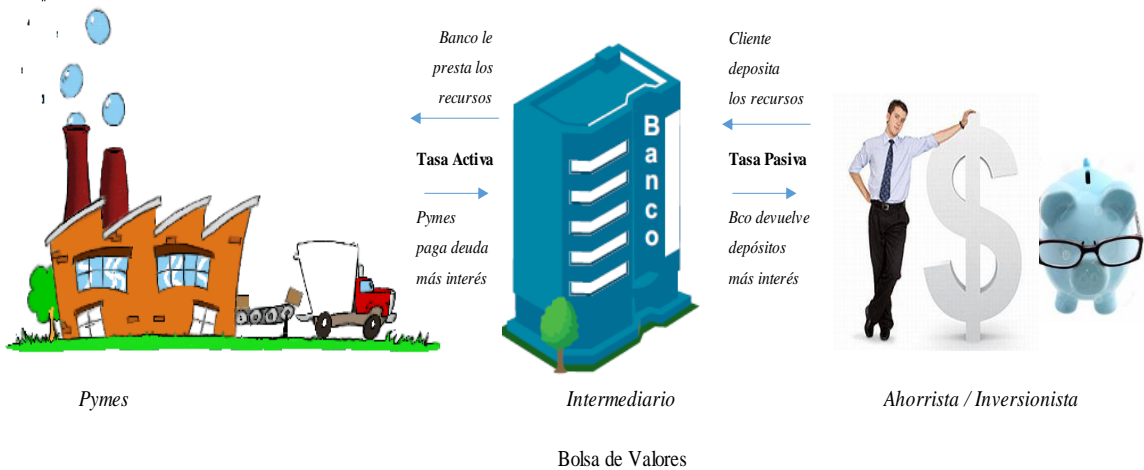 Banco le
presta los
recursos
Tasa Activa
Pymes
paga deuda
más interés
Banco
Cliente
deposita
los recursos
Tasa Pasiva
Bco devuelve
depósitos
más interés
$
Pymes
Intermediario
Ahorrista / Inversionista
Bolsa de Valores